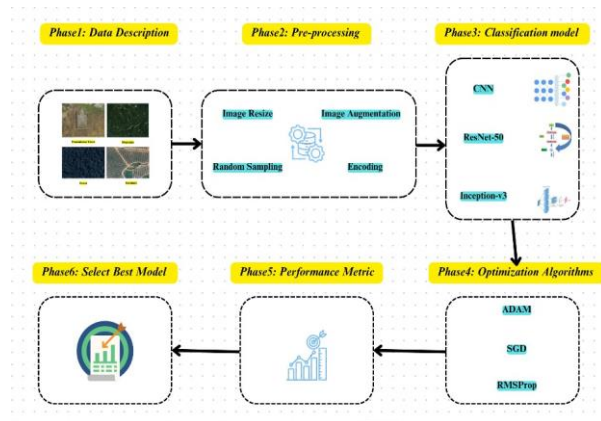 Phase1: Data Description
Phase2: Pre-processing
Phase3: Classification model
CNN
Image Resize
Image Augmentation
ResNet-50
Random Sampling
Encoding
Inception-v3
Phase6: Select Best Model
Phase5: Performance Metric
Phase4: Optimization Algorithms
ADAM
SGD
RMSProp